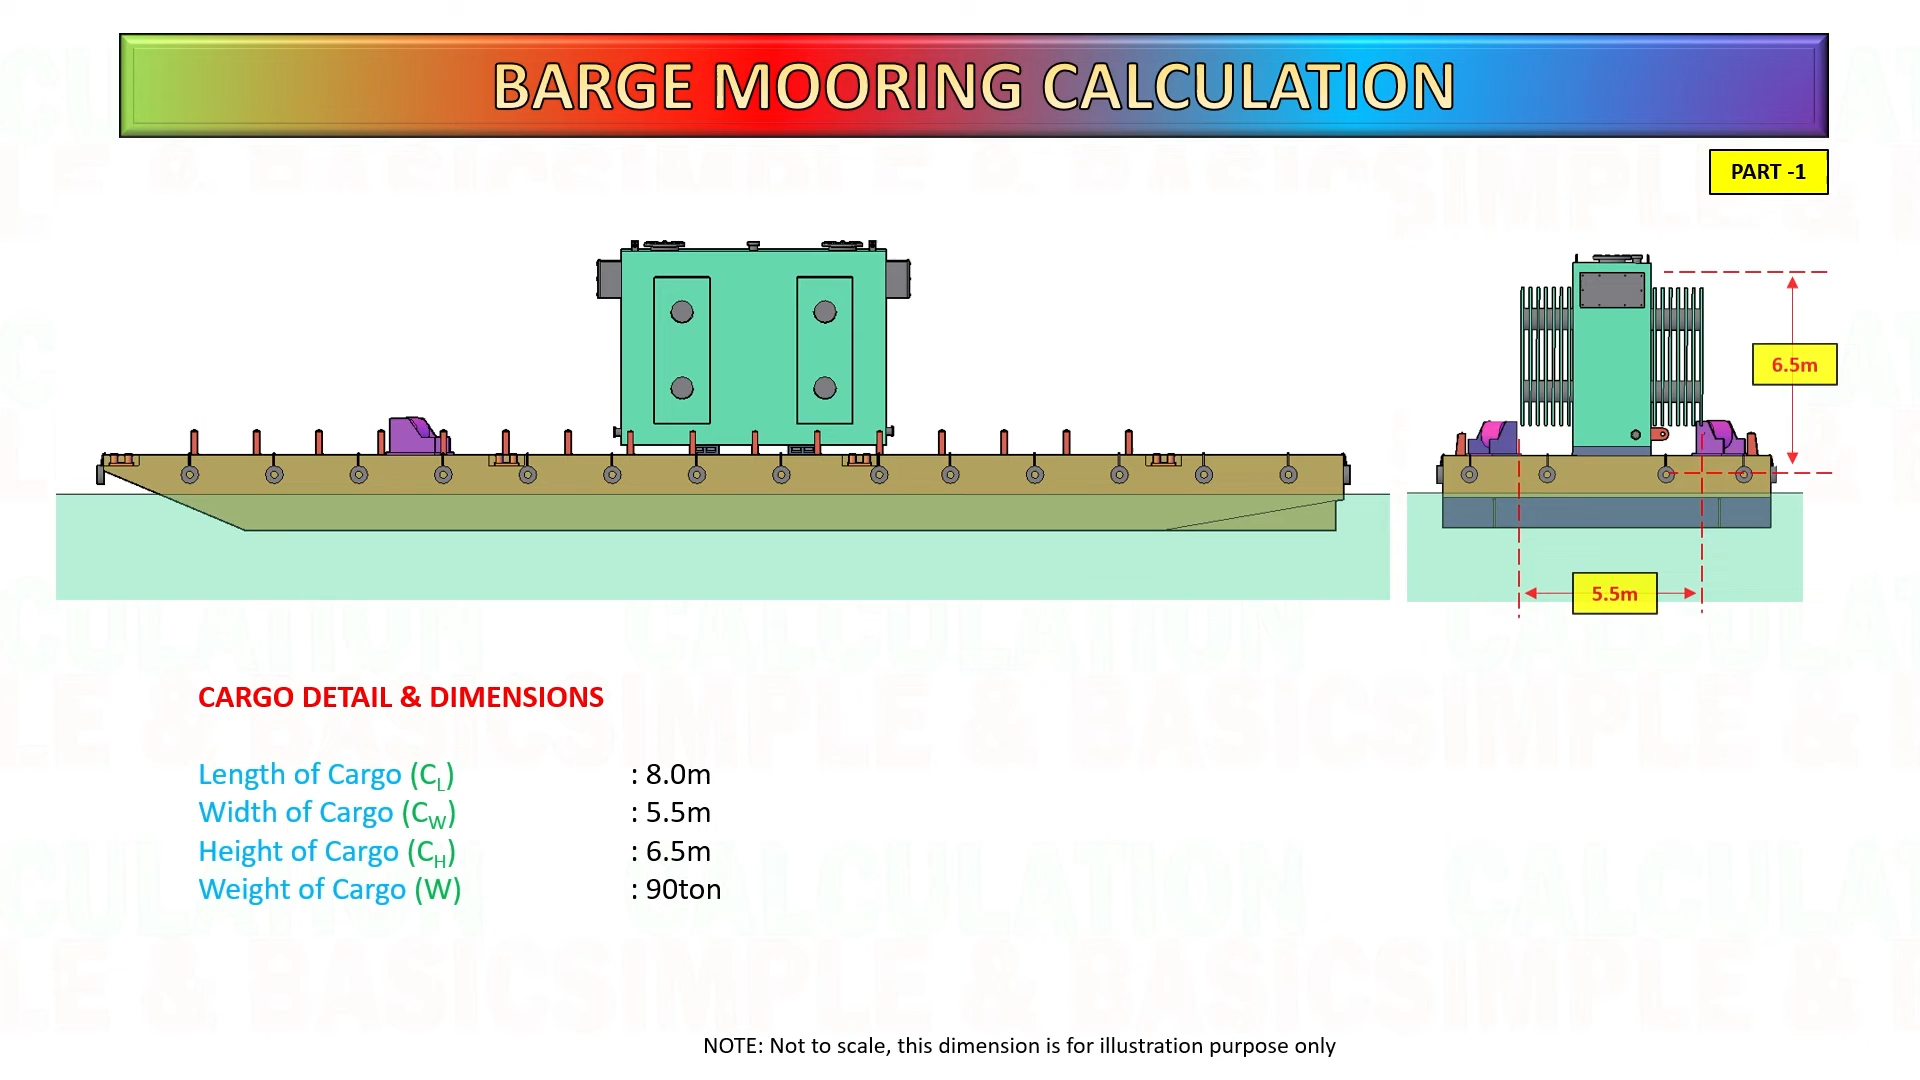 BARGE MOORING CALCULATION
PART -1
6.5m
5.5m
CARGO DETAIL & DIMENSIONS
Length of Cargo (CL) : 8.0m
Width of Cargo (CW) : 5.5m
Height of Cargo (CH) : 6.5m
Weight of Cargo (W) : 90ton
NOTE: Not to scale, this dimension is for illustration purpose only